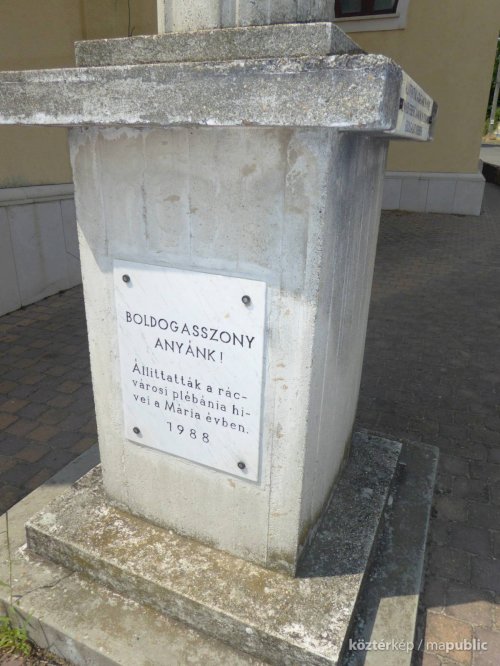 BOLDOGASSZONY
ANYÁNK!
Állíttatták a rác-
városi plébánia hí-
vei a Mária évben.
1988
köztérkép / mapublic